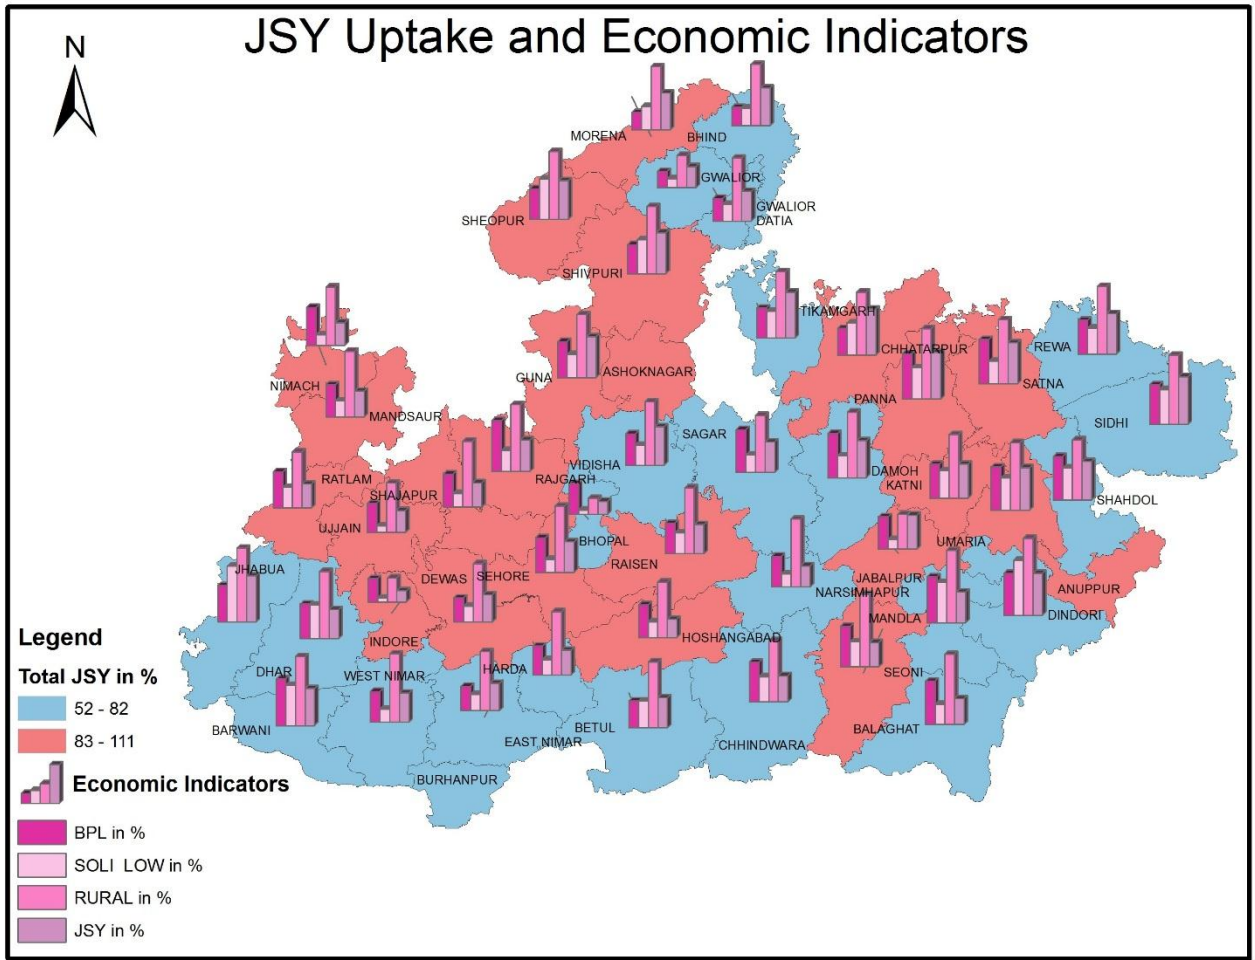 JSY Uptake and Economic Indicators
N
MORENA
BHIND
GWALIOR
SHEOPUR
GWALIOR
DATIA
SHIVPURI
TIKAMGARH
CHHATARPUR
REWA
NIMACH
GUNA
ASHOKNAGAR
SATNA
MANDSAUR
PANNA
SIDHI
SAGAR
VIDISHA
RATLAM
RAJGARH
DAMOH
KATNI
SHAJAPUR
SHAHDOL
UJJAIN
BHOPAL
UMARIA
RAISEN
JHABUA
DEWAS
SEHORE
JABALPUR
ANUPPUR
NARSIMHAPUR
MANDLA
DINDORI
INDORE
HOSHANGABAD
DHAR
WEST NIMAR
HARDA
SEONI
BARWANI
BETUL
BALAGHAT
EAST NIMAR
CHHINDWARA
BURHANPUR
Legend
Total JSY in %
52 - 82
83 - 111
Economic Indicators
BPL in %
SOLI LOW in %
RURAL in %
JSY in %